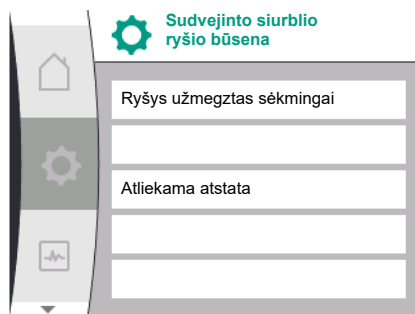 Sudvejinto siurblio
ryšio būsena
Ryšys užmegztas sėkmingai
Atliekama atstata